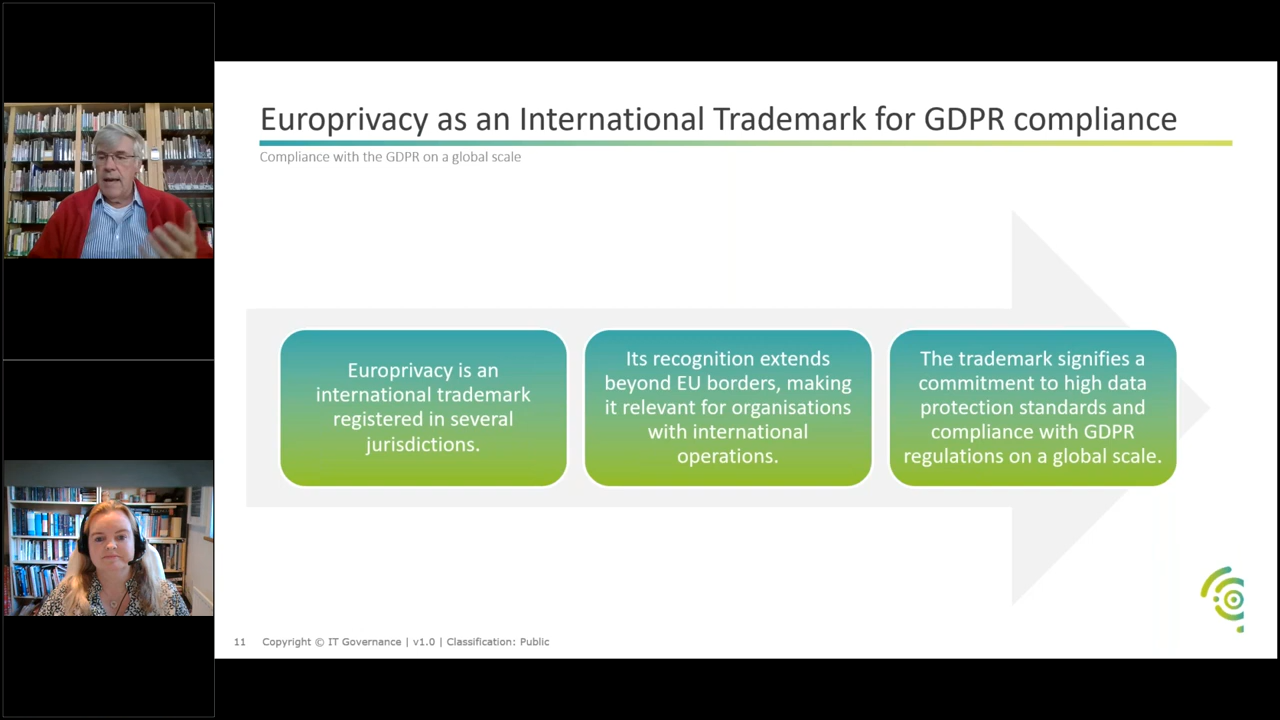 Europrivacy as an International Trademark for GDPR compliance
Compliance with the GDPR on a global scale
Europrivacy is an
international trademark
registered in several
jurisdictions.
Its recognition extends
beyond EU borders, making
it relevant for organisations
with international
operations.
The trademark signifies a
commitment to high data
protection standards and
compliance with GDPR
regulations on a global scale.
11 Copyright © IT Governance | v1.0 | Classification: Public